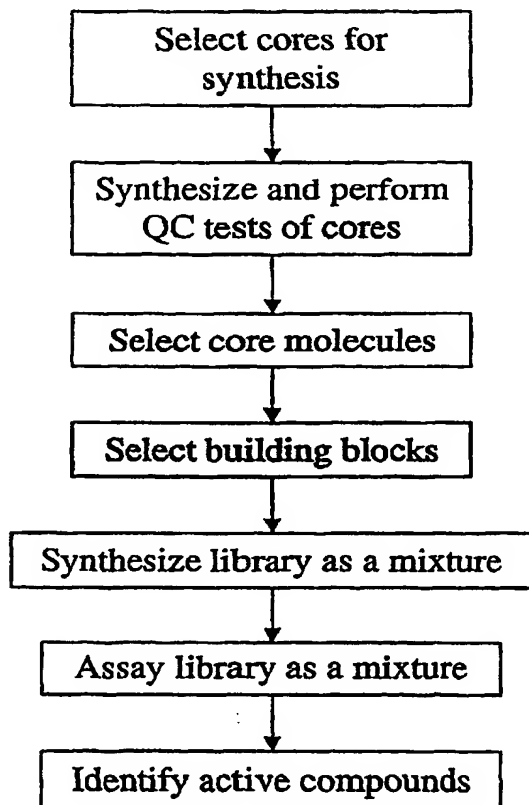 Select cores for
synthesis
Synthesize and perform
QC tests of cores
Select core molecules
Select building blocks
Synthesize library as a mixture
Assay library as a mixture
Identify active compounds